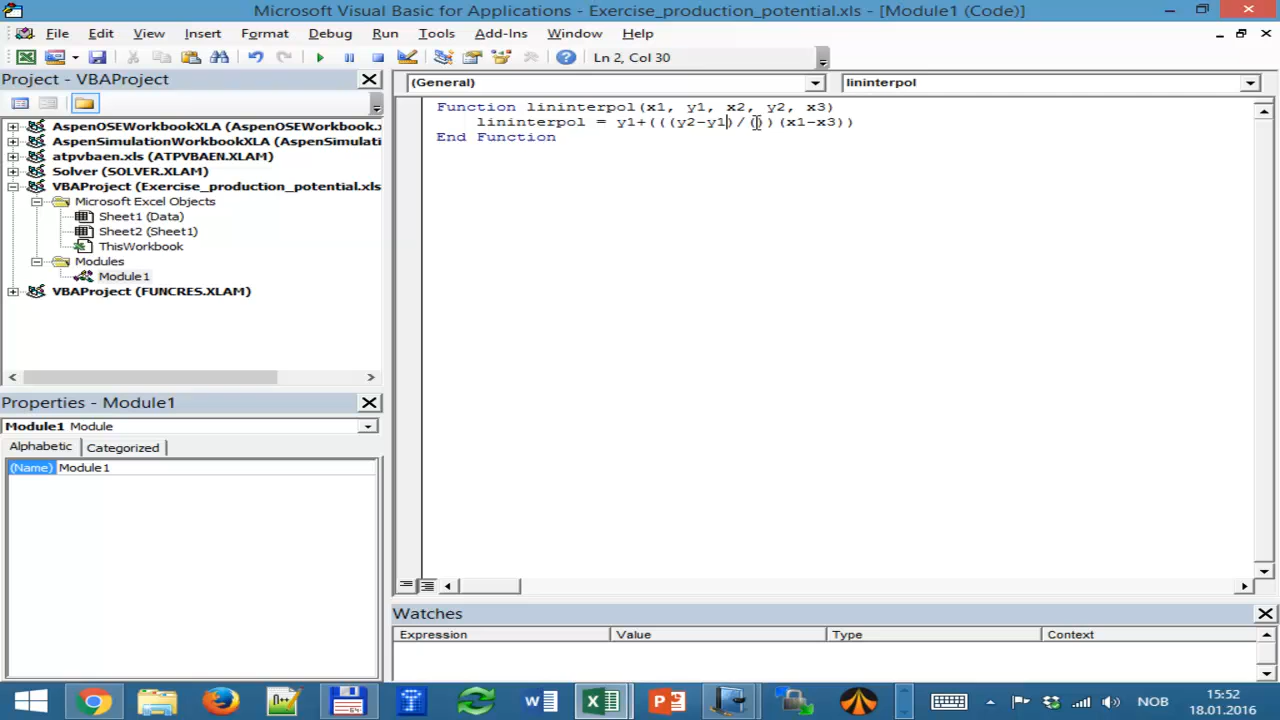 Microsoft Visual Basic for Applications - Exercise_production_potential.xls - [Module1 (Code)]
File Edit View Insert Format Debug Run Tools Add-Ins Window Help
Ln 2, Col 30
Project - VBAProject
(General) lininterpol
AspenOSEWorkbookXLA (AspenOSEWo
AspenSimulationWorkbookXLA (AspenS
atpvbaen.xls (ATPVBAEN.XLAM)
Solver (SOLVER.XLAM)
VBAProject (Exercise_production_potential.xls
Microsoft Excel Objects
Sheet1 (Data)
Sheet2 (Sheet1)
ThisWorkbook
Modules
Module1
VBAProject (FUNCRES.XLAM)
Function lininterpol(x1, y1, x2, y2, x3)
lininterpol = y1+(((y2-y1)/())(x1-x3))
End Function
Properties - Module1
Module1 Module
Alphabetic Categorized
(Name) Module1
Watches
Expression Value Type Context
64
NOB
15:52
18.01.2016